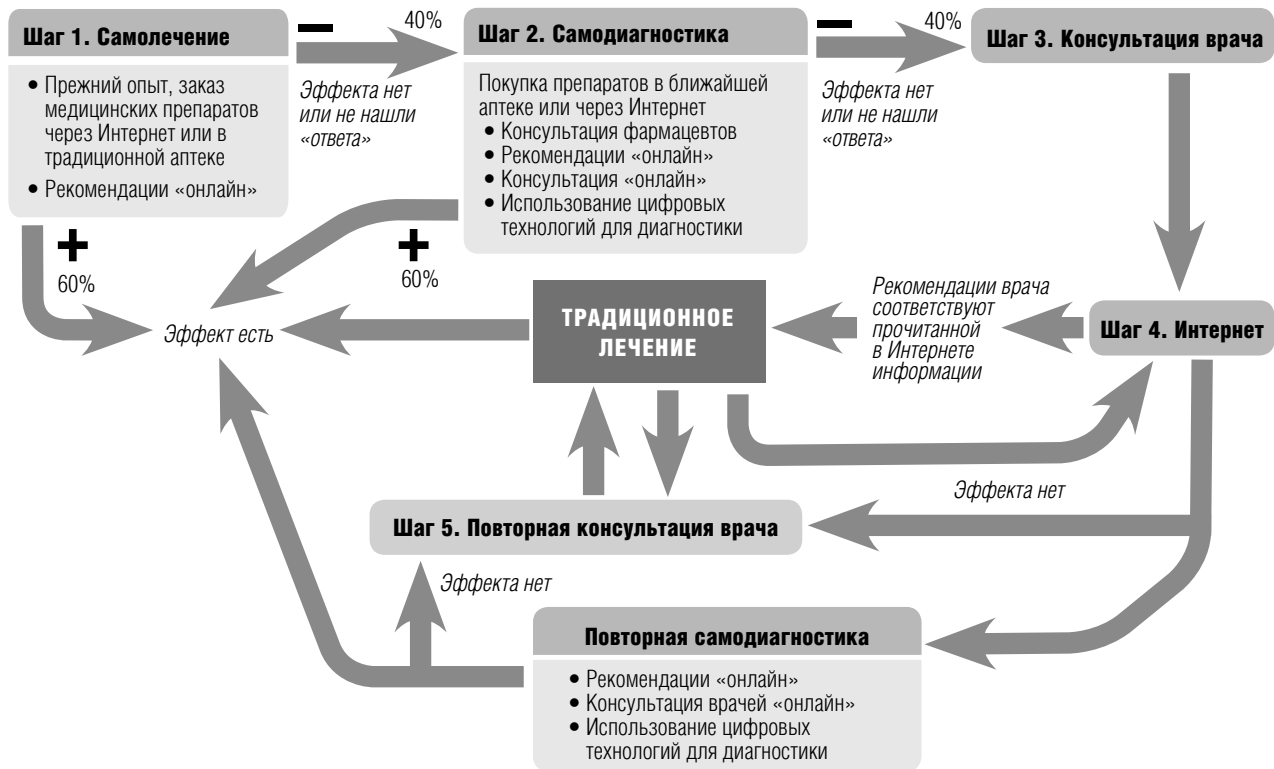 Шаг 1. Самолечение
• Прежний опыт, заказ
медицинских препаратов
через Интернет или в
традиционной аптеке
• Рекомендации «онлайн»
− 40%
Эффекта нет
или не нашли
«ответа»
Шаг 2. Самодиагностика
Покупка препаратов в ближайшей
аптеке или через Интернет
• Консультация фармацевтов
• Рекомендации «онлайн»
• Консультация «онлайн»
• Использование цифровых
технологий для диагностики
− 40%
Эффекта нет
или не нашли
«ответа»
Шаг 3. Консультация врача
+
60%
+
60%
Эффект есть
ТРАДИЦИОННОЕ
ЛЕЧЕНИЕ
Рекомендации врача
соответствуют
прочитанной
в Интернете
информации
Шаг 4. Интернет
Эффекта нет
Шаг 5. Повторная консультация врача
Эффекта нет
Повторная самодиагностика
• Рекомендации «онлайн»
• Консультация врачей «онлайн»
• Использование цифровых
технологий для диагностики